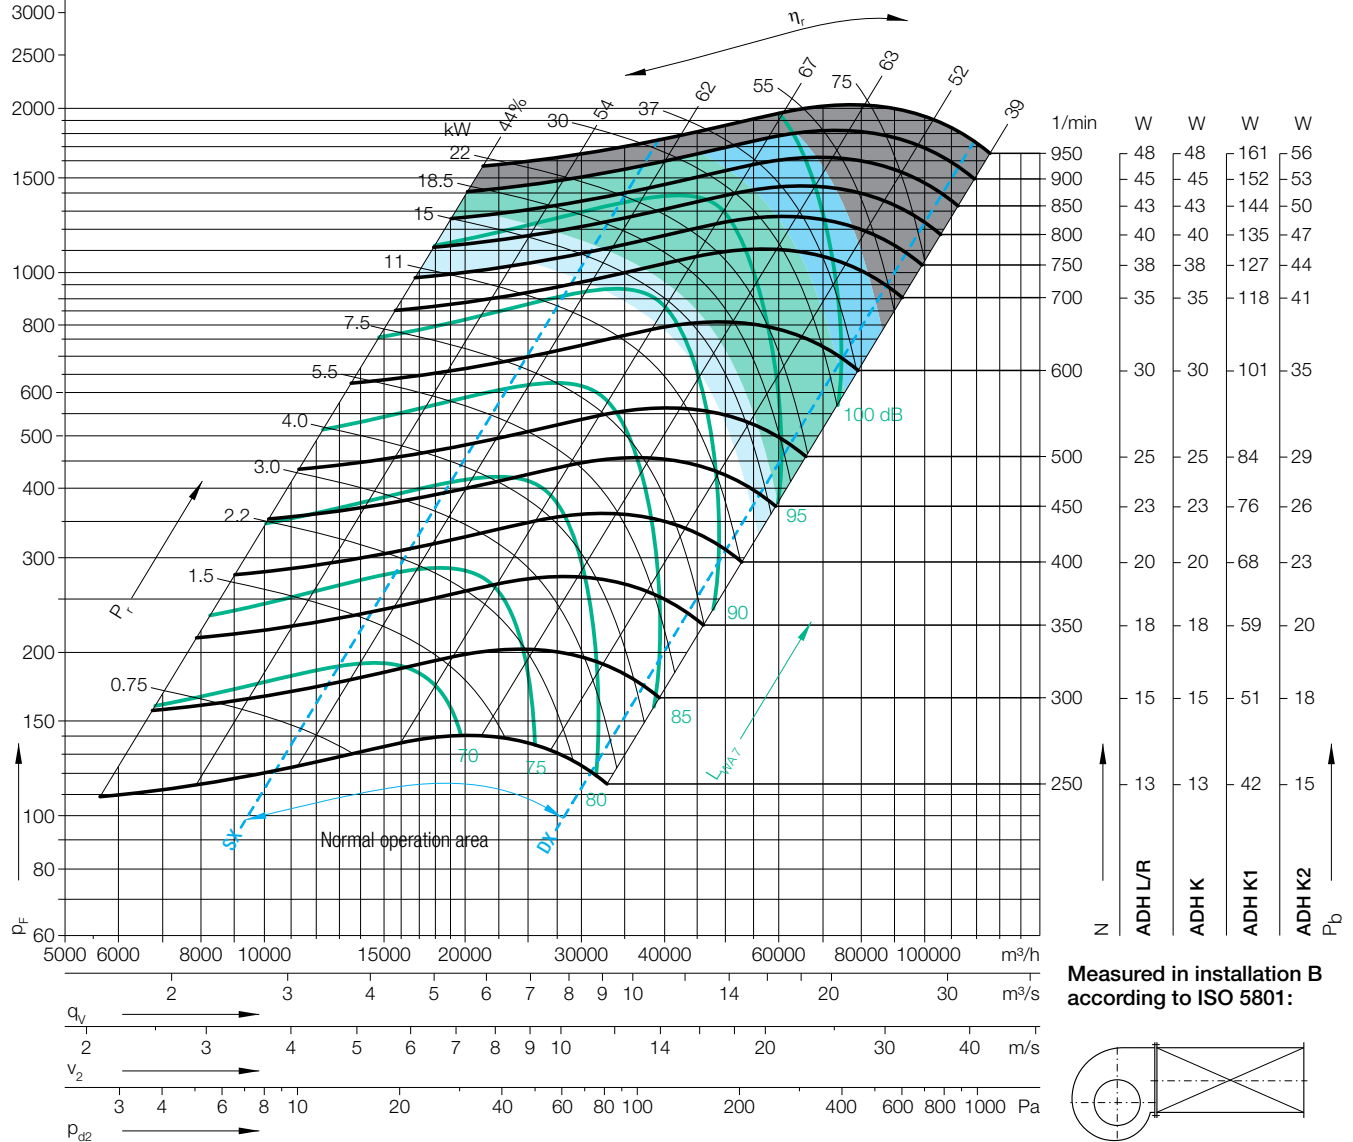 η_r
3000
2500
2000
1500
1000
800
600
500
400
300
200
150
100
80
60
p_F
kW
44% 54 62 67 63 52 39
22 30 37 55 75
18.5
15
11
7.5
5.5
4.0
3.0
2.2
1.5
0.75
P_r
100 dB
95
90
85
80
75
70
L_WA7
SX
DX
Normal operation area
1/min W W W W
950 48 48 161 56
900 45 45 152 53
850 43 43 144 50
800 40 40 135 47
750 38 38 127 44
700 35 35 118 41
600 30 30 101 35
500 25 25 84 29
450 23 23 76 26
400 20 20 68 23
350 18 18 59 20
300 15 15 51 18
250 13 13 42 15
N ADH L/R ADH K ADH K1 ADH K2 P_b
5000 6000 8000 10000 15000 20000 30000 40000 60000 80000 100000 m³/h
2 3 4 5 6 7 8 9 10 14 20 30 m³/s
q_V
2 3 4 5 6 7 8 9 10 14 20 30 40 m/s
v_2
3 4 6 8 10 20 40 60 80 100 200 400 600 800 1000 Pa
p_d2
Measured in installation B
according to ISO 5801: